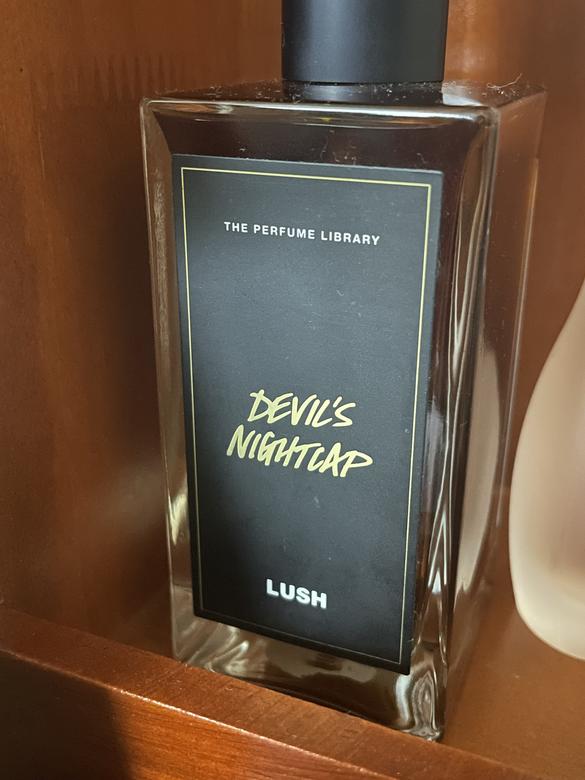 THE PERFUME LIBRARY
DEVIL'S
NIGHTCAP
LUSH